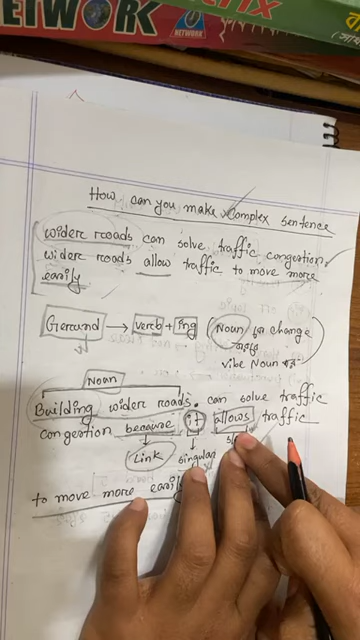 NETWORK
NETWORK
How can you make complex sentence
Wider roads can solve traffic congestion.
Wider roads allow traffic to move more
easily
Gerund → verb + ing
Noun
Noun
Building wider roads. can solve traffic
congestion because it allows traffic
Link
singular
to move more easily